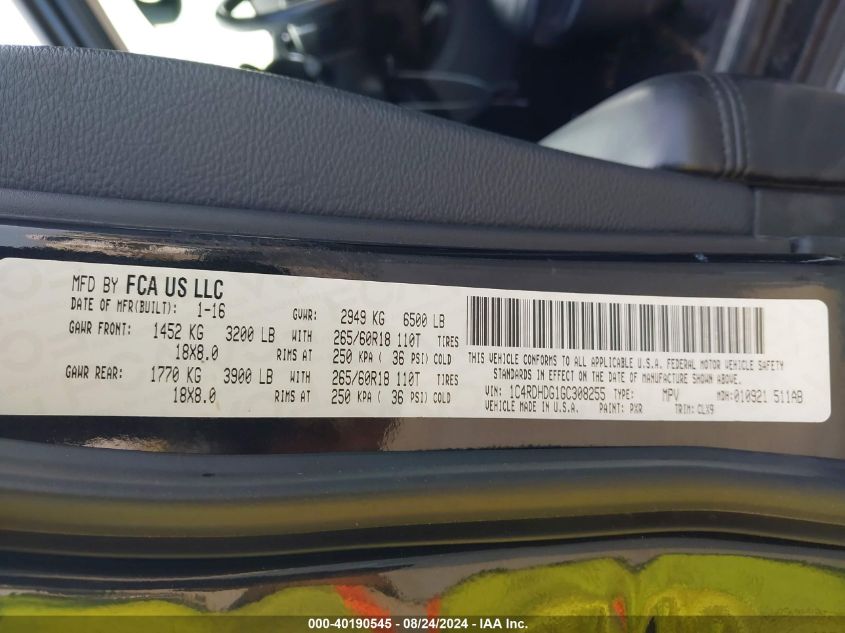 MFD BY FCA US LLC
DATE OF MFR(BUILT): 1-16 GVWR: 2949 KG 6500 LB
GAWR FRONT: 1452 KG 3200 LB WITH 265/60R18 110T TIRES
18X8.0 RIMS AT 250 KPA ( 36 PSI) COLD
GAWR REAR: 1770 KG 3900 LB WITH 265/60R18 110T TIRES
18X8.0 RIMS AT 250 KPA ( 36 PSI) COLD
THIS VEHICLE CONFORMS TO ALL APPLICABLE U.S.A. FEDERAL MOTOR VEHICLE SAFETY
STANDARDS IN EFFECT ON THE DATE OF MANUFACTURE SHOWN ABOVE.
VIN: 1C4RDHDG1GC308255 TYPE: MPV MDH: 010921 511AB
VEHICLE MADE IN U.S.A. PAINT: PXR TRIM: CLX9
000-40190545 - 08/24/2024 - IAA Inc.